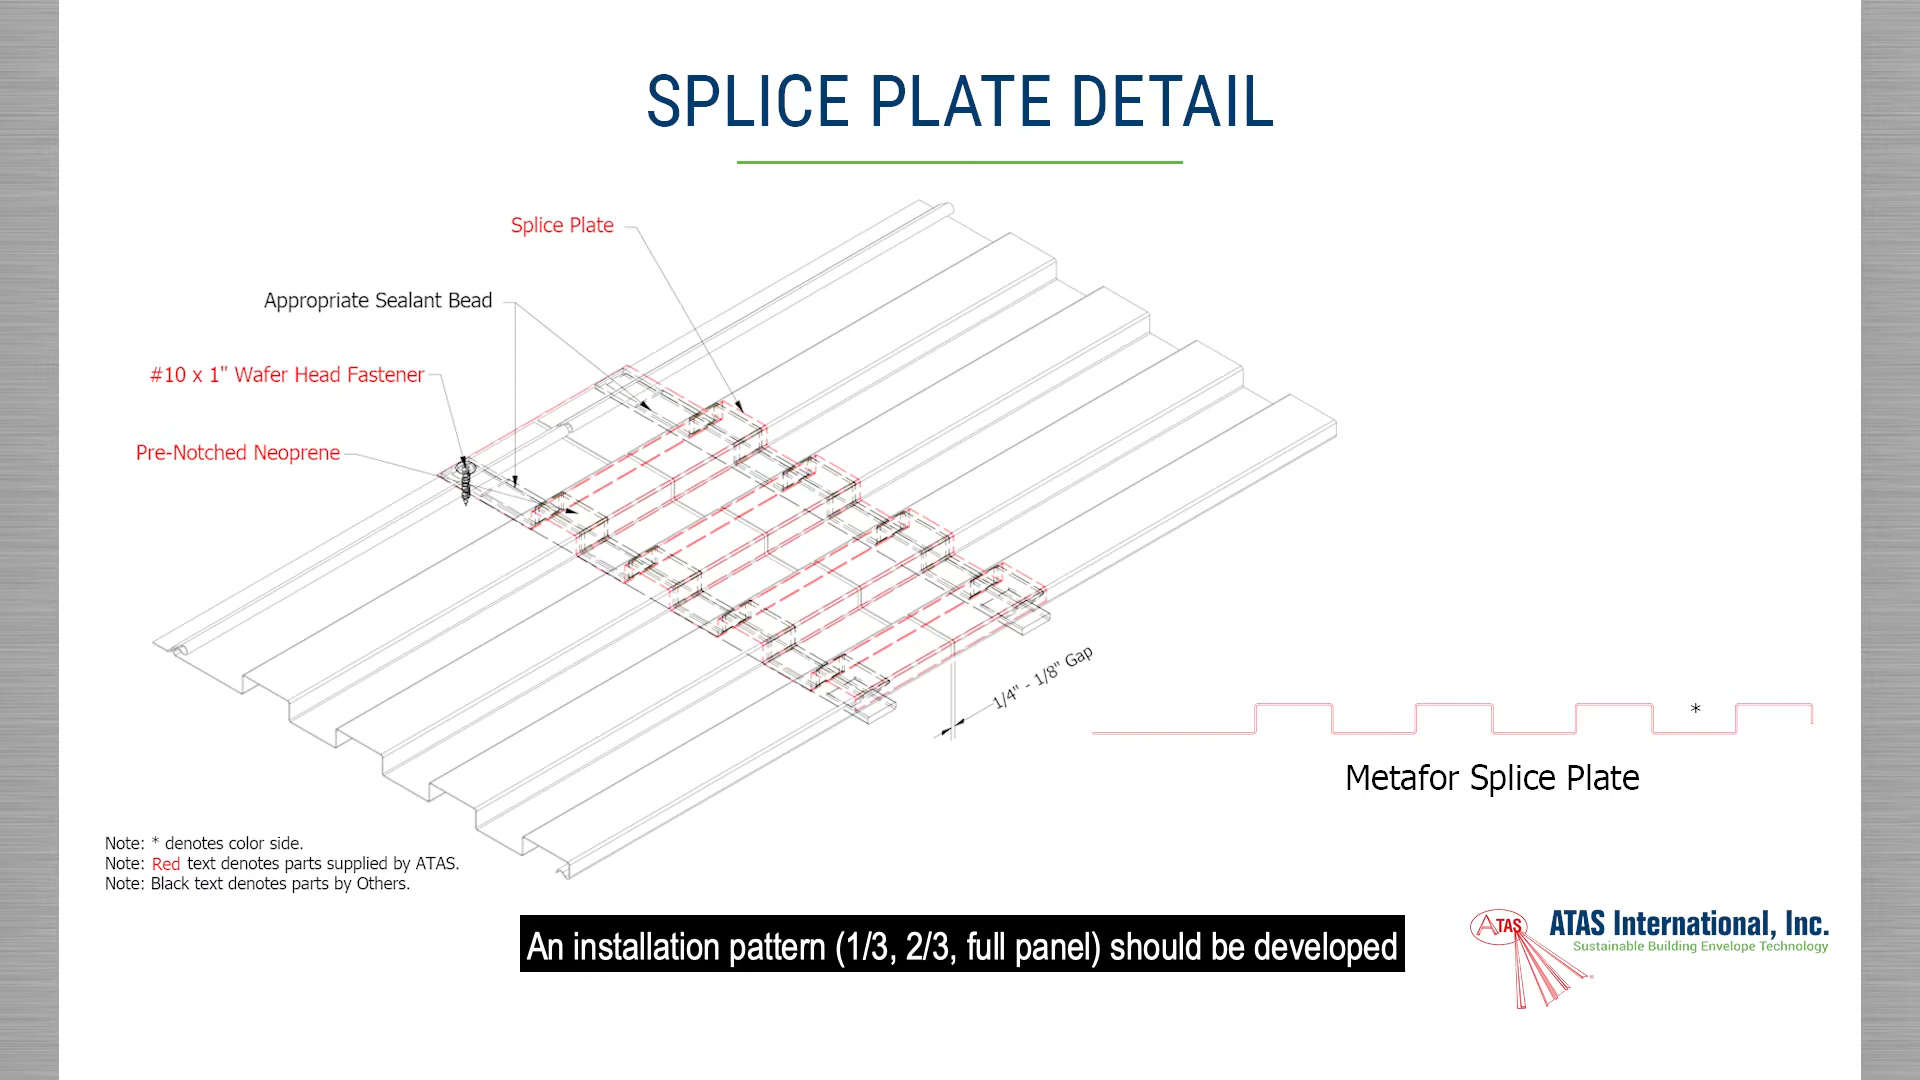 SPLICE PLATE DETAIL
Splice Plate
Appropriate Sealant Bead
#10 x 1" Wafer Head Fastener
Pre-Notched Neoprene
1/4" - 1/8" Gap
*
Metafor Splice Plate
Note: * denotes color side.
Note: Red text denotes parts supplied by ATAS.
Note: Black text denotes parts by Others.
An installation pattern (1/3, 2/3, full panel) should be developed
ATAS
ATAS International, Inc.
Sustainable Building Envelope Technology